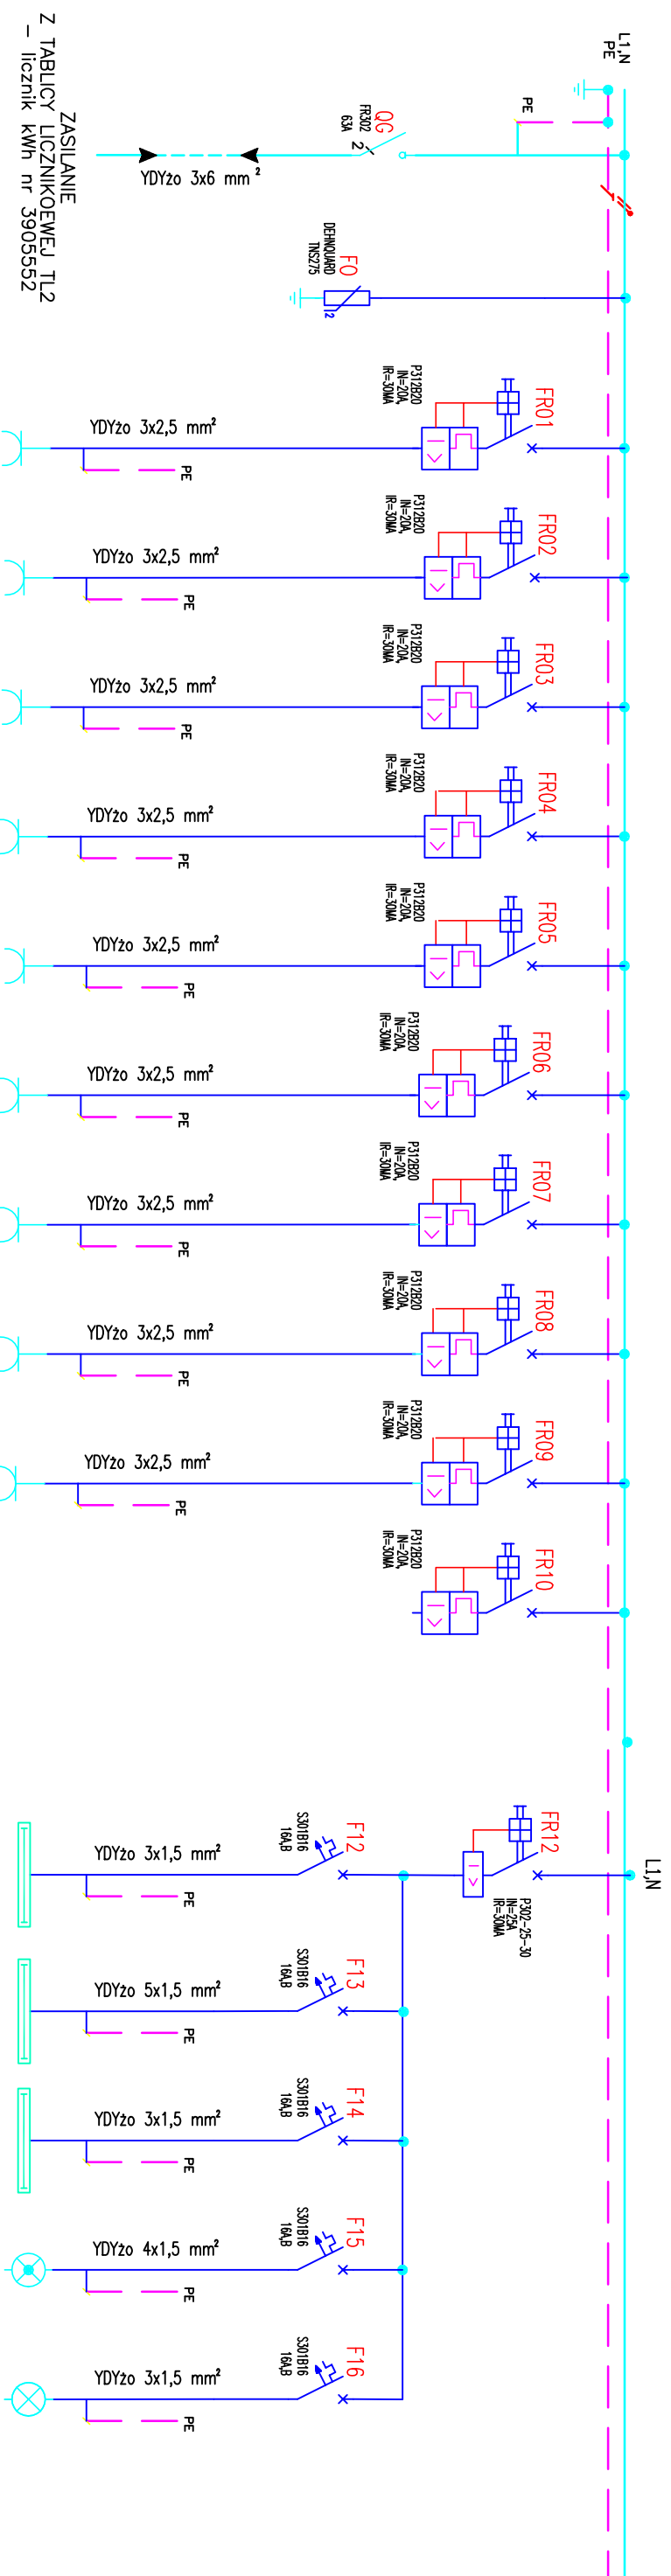 L1,N
PE
PE
QG
FR302
63A
2
YDYżo 3x6 mm²
ZASILANIE
Z TABLICY LICZNIKOEWEJ TL2
– licznik kWh nr 3905552
FO
DEHNQUARD
TNS275
FR01
P312B20
IN=20A,
IR=30MA
YDYżo 3x2,5 mm²
PE
FR02
P312B20
IN=20A,
IR=30MA
YDYżo 3x2,5 mm²
PE
FR03
P312B20
IN=20A,
IR=30MA
YDYżo 3x2,5 mm²
PE
FR04
P312B20
IN=20A,
IR=30MA
YDYżo 3x2,5 mm²
PE
FR05
P312B20
IN=20A,
IR=30MA
YDYżo 3x2,5 mm²
PE
FR06
P312B20
IN=20A,
IR=30MA
YDYżo 3x2,5 mm²
PE
FR07
P312B20
IN=20A,
IR=30MA
YDYżo 3x2,5 mm²
PE
FR08
P312B20
IN=20A,
IR=30MA
YDYżo 3x2,5 mm²
PE
FR09
P312B20
IN=20A,
IR=30MA
YDYżo 3x2,5 mm²
PE
FR10
P312B20
IN=20A,
IR=30MA
L1,N
FR12
P302-25-30
IN=25A
IR=30MA
F12
S301B16
16A,B
YDYżo 3x1,5 mm²
PE
F13
S301B16
16A,B
YDYżo 5x1,5 mm²
PE
F14
S301B16
16A,B
YDYżo 3x1,5 mm²
PE
F15
S301B16
16A,B
YDYżo 4x1,5 mm²
PE
F16
S301B16
16A,B
YDYżo 3x1,5 mm²
PE